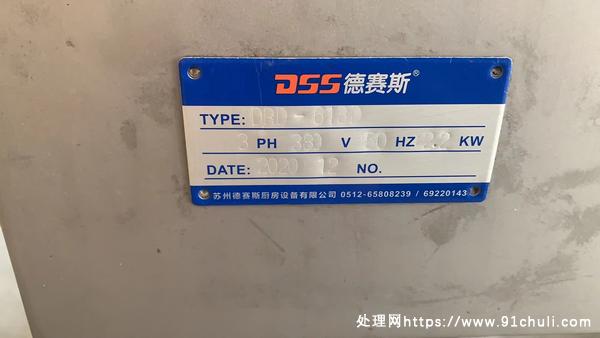 DSS德赛斯®
TYPE:
3 PH 380 V 50 HZ 2.2 KW
DATE: 2020 12 NO.
苏州德赛斯厨房设备有限公司 0512-65808239 / 69220143
处理网https://www.91chuli.com